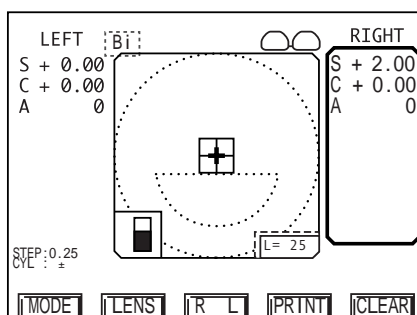 LEFT Bi RIGHT
S + 0.00 S + 2.00
C + 0.00 C + 0.00
A 0 A 0
L= 25
STEP:0.25
CYL : ±
MODE LENS R L PRINT CLEAR